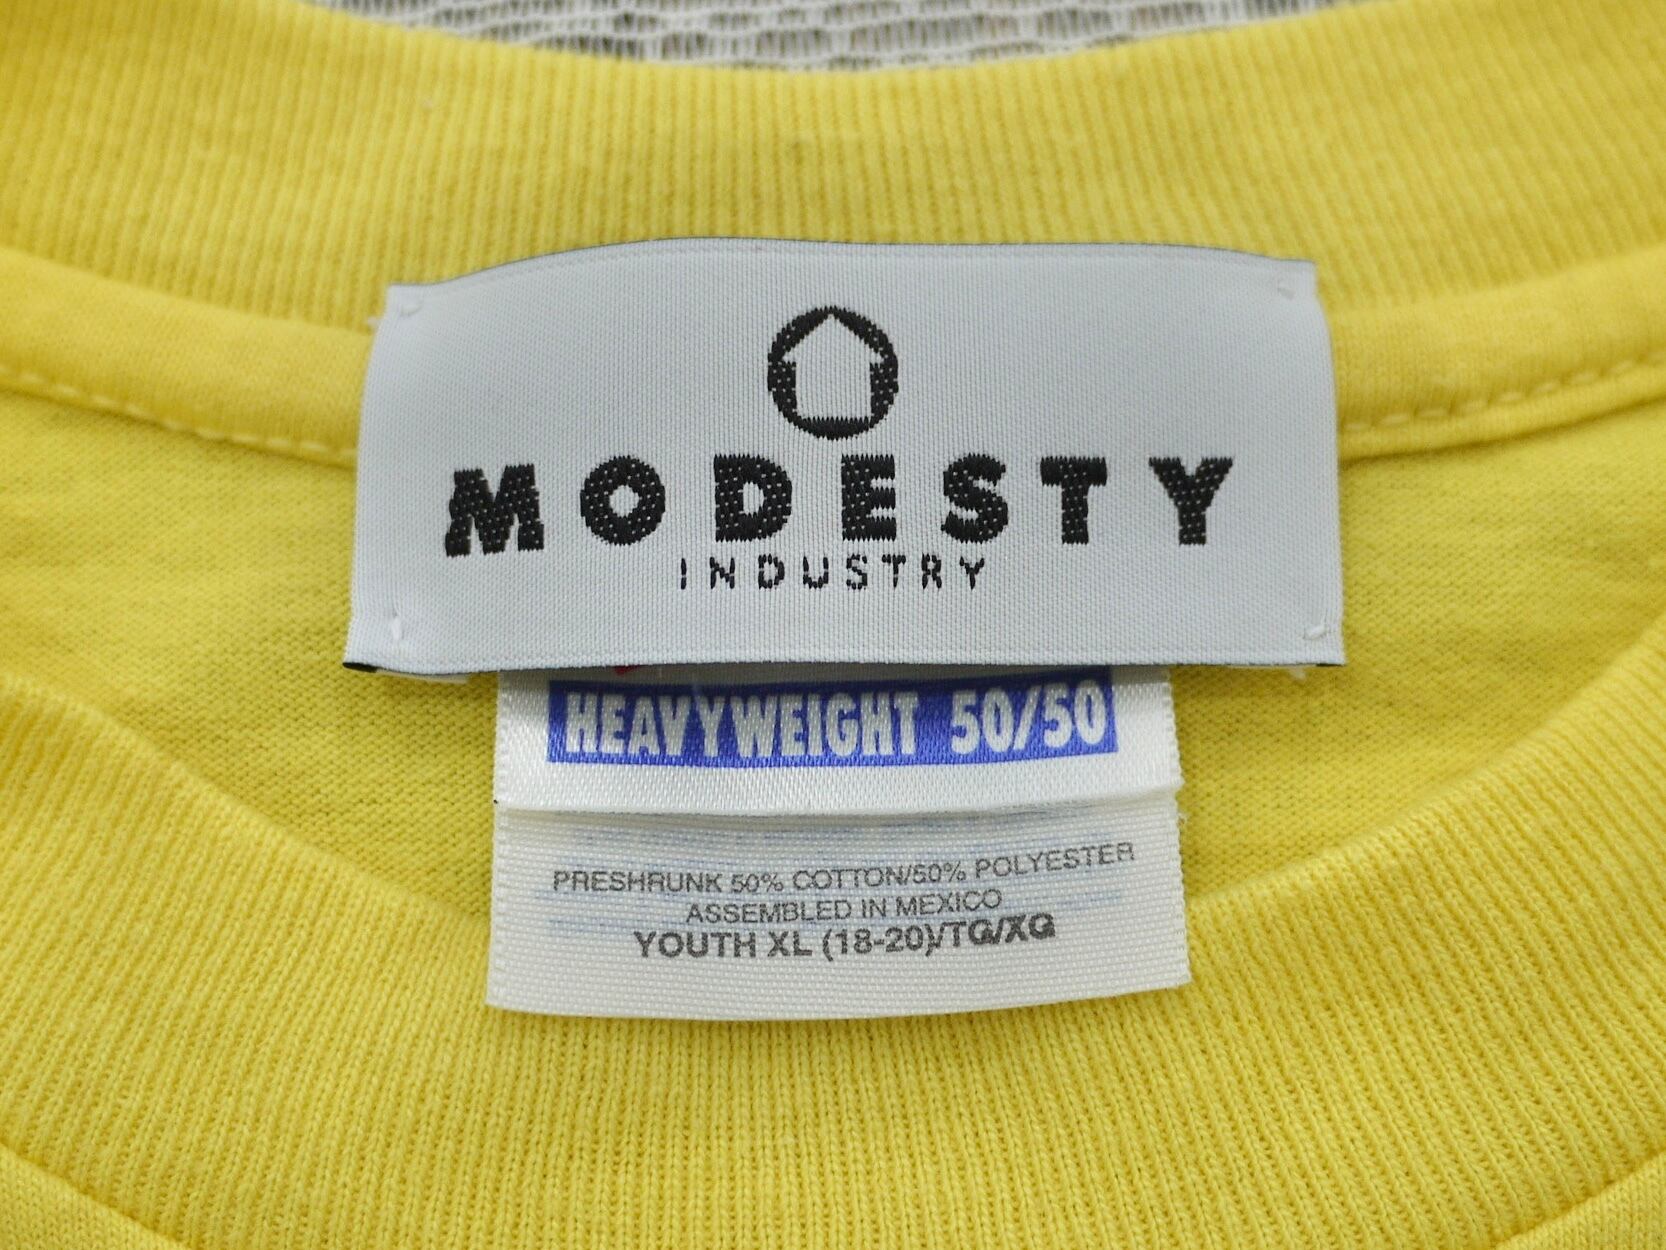 MODESTY
INDUSTRY
HEAVYWEIGHT 50/50
PRESHRUNK 50% COTTON/50% POLYESTER
ASSEMBLED IN MEXICO
YOUTH XL (18-20)/TG/XG